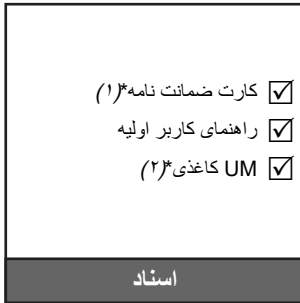 ☑ کارت ضمانت نامه*(۱)
☑ راهنمای کاربر اولیه
☑ UM کاغذی*(۲)
اسناد